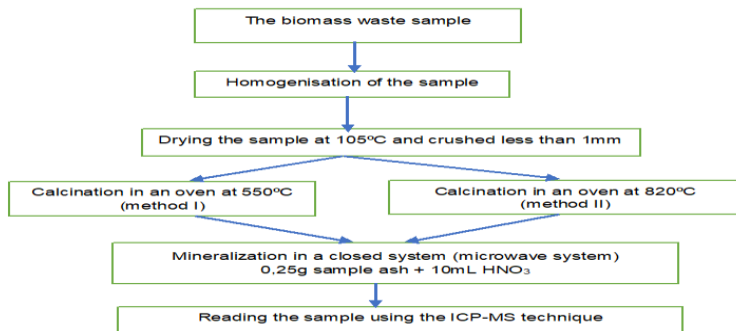 The biomass waste sample
Homogenisation of the sample
Drying the sample at 105ºC and crushed less than 1mm
Calcination in an oven at 550ºC
(method I)
Calcination in an oven at 820ºC
(method II)
Mineralization in a closed system (microwave system)
0,25g sample ash + 10mL HNO₃
Reading the sample using the ICP-MS technique